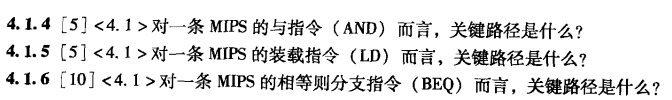 4.1.4 [5] <4.1>对一条 MIPS 的与指令（AND）而言，关键路径是什么？
4.1.5 [5] <4.1>对一条 MIPS 的装载指令（LD）而言，关键路径是什么？
4.1.6 [10] <4.1>对一条 MIPS 的相等则分支指令（BEQ）而言，关键路径是什么？